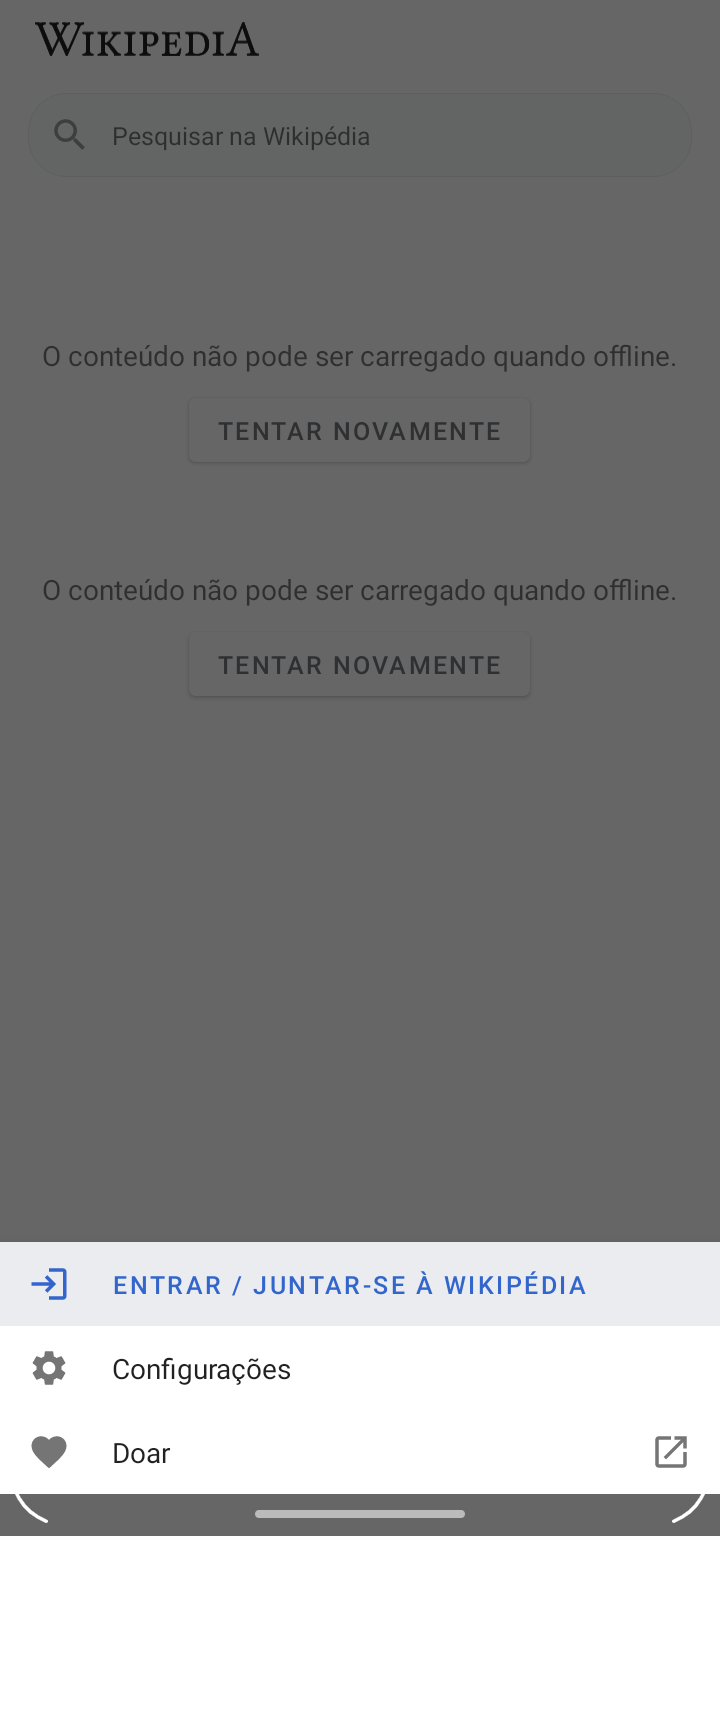 WIKIPEDIA
Pesquisar na Wikipédia
O conteúdo não pode ser carregado quando offline.
TENTAR NOVAMENTE
O conteúdo não pode ser carregado quando offline.
TENTAR NOVAMENTE
ENTRAR / JUNTAR-SE À WIKIPÉDIA
Configurações
Doar